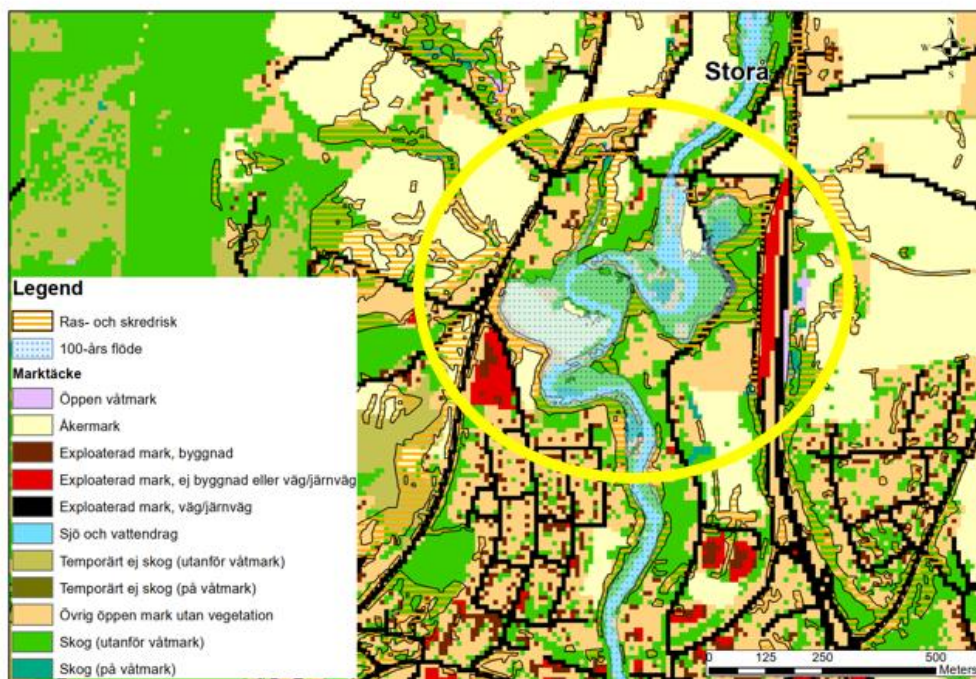 Storå
N
W
S
Legend
Ras- och skredrisk
100-års flöde
Marktäcke
Öppen våtmark
Åkermark
Exploaterad mark, byggnad
Exploaterad mark, ej byggnad eller väg/järnväg
Exploaterad mark, väg/järnväg
Sjö och vattendrag
Temporärt ej skog (utanför våtmark)
Temporärt ej skog (på våtmark)
Övrig öppen mark utan vegetation
Skog (utanför våtmark)
Skog (på våtmark)
0 125 250 500
Meters